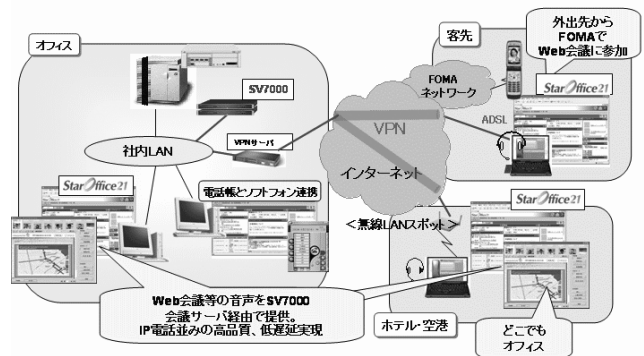 オフィス
SV7000
VPNサーバ
社内LAN
StarOffice21
電話帳とソフトフォン連携
StarOffice21
Web会議等の音声をSV7000
会議サーバ経由で提供。
IP電話並みの高品質、低遅延実現
FOMA
ネットワーク
VPN
インターネット
ADSL
客先
外出先から
FOMAで
Web会議に参加
StarOffice21
<無線LANスポット>
StarOffice21
ホテル・空港
どこでも
オフィス